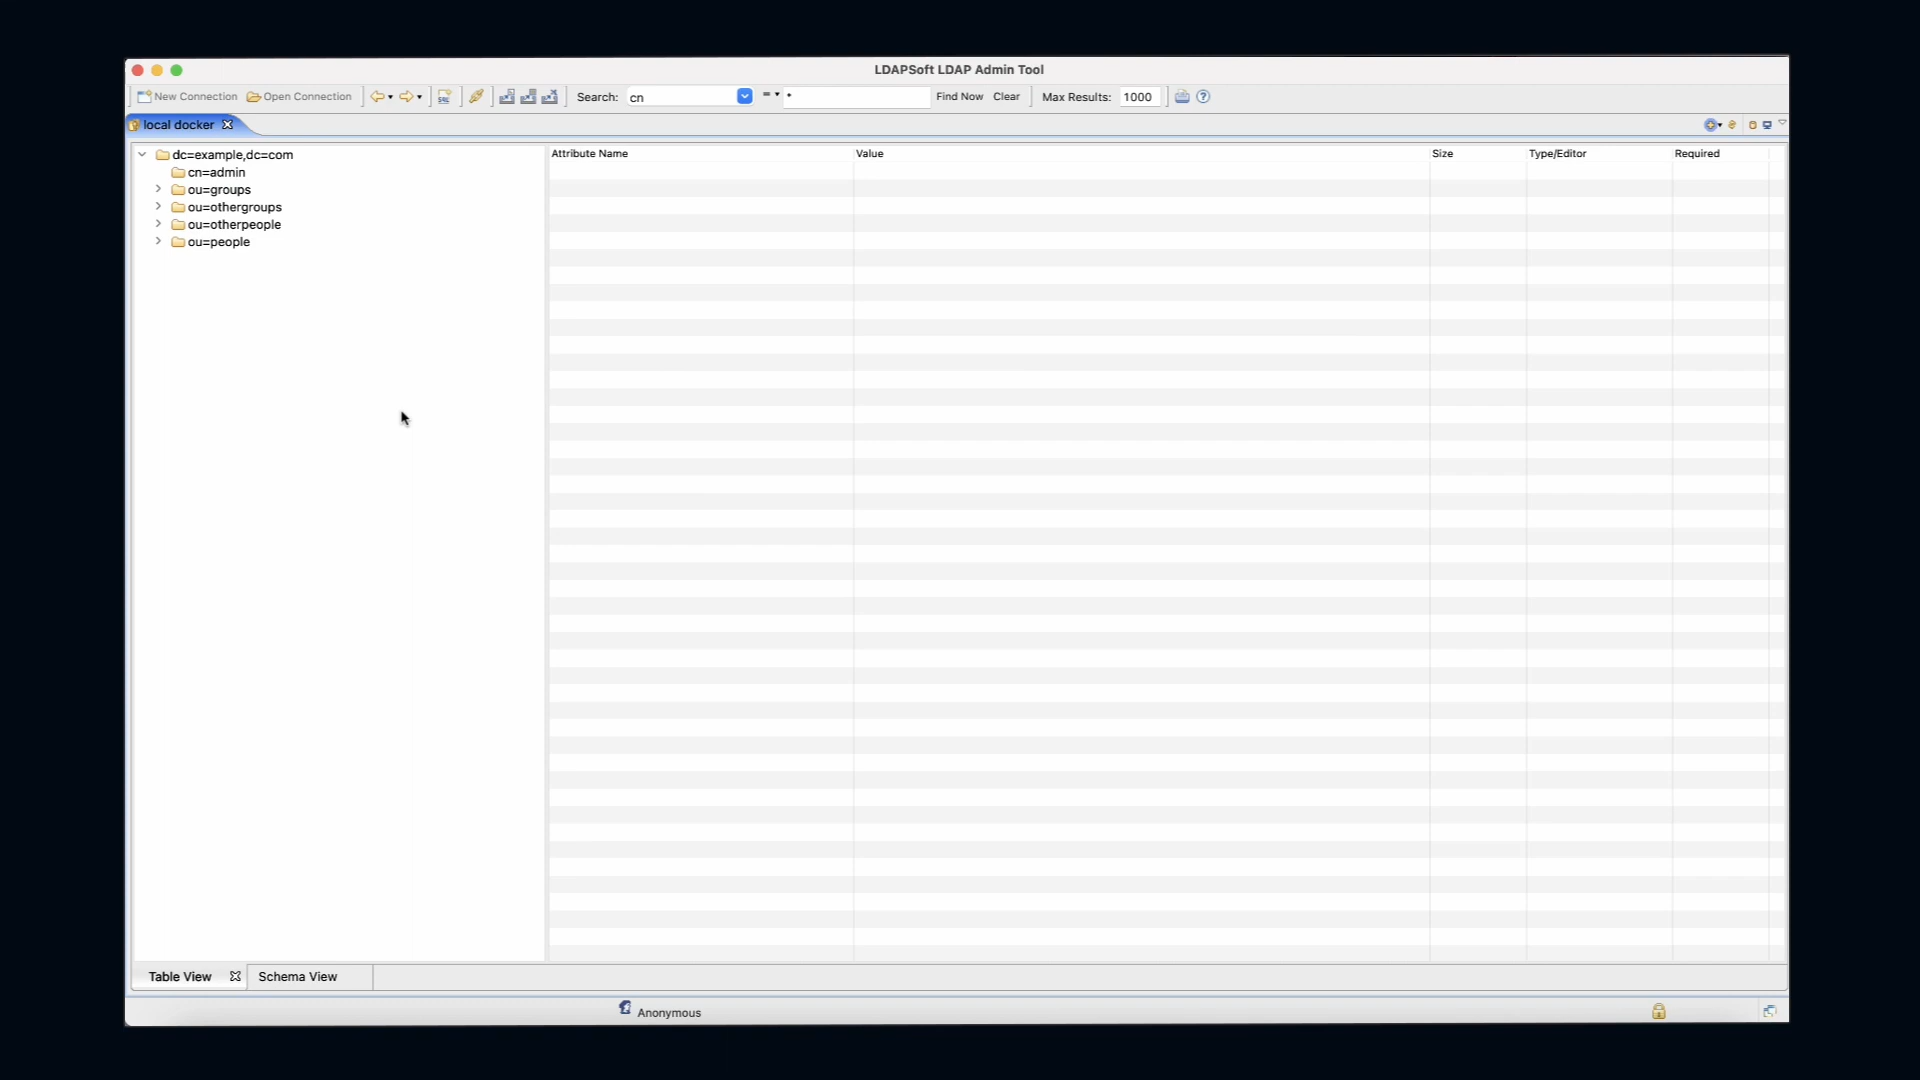 LDAPSoft LDAP Admin Tool
New Connection Open Connection SQL Search: cn = * Find Now Clear Max Results: 1000
local docker
dc=example,dc=com
cn=admin
ou=groups
ou=othergroups
ou=otherpeople
ou=people
Attribute Name Value Size Type/Editor Required
Table View Schema View
Anonymous